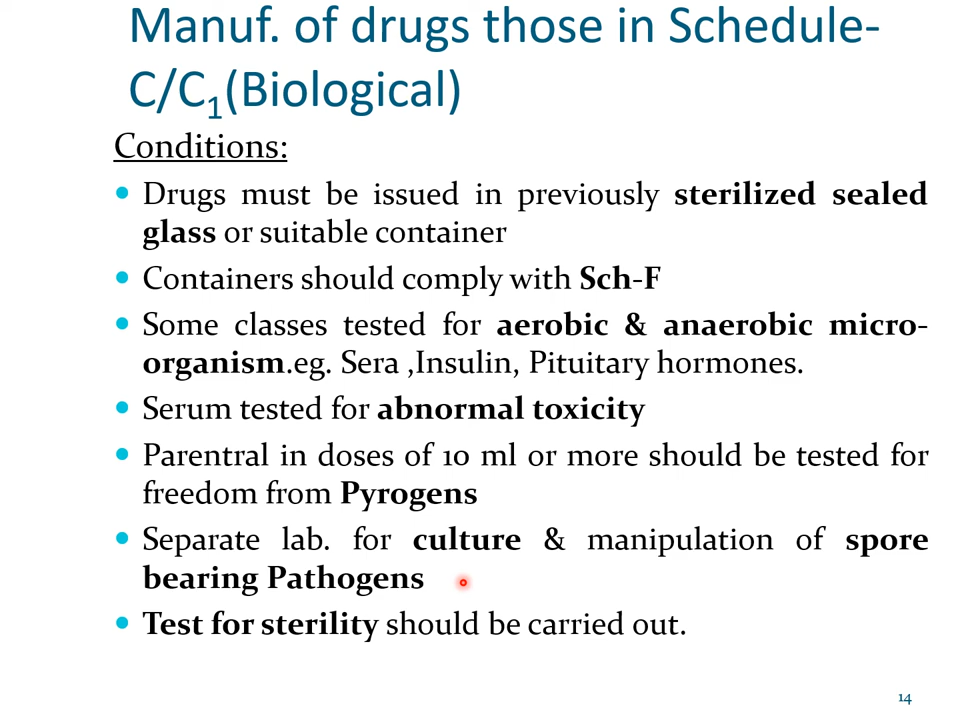 Manuf. of drugs those in Schedule-
C/C₁(Biological)
Conditions:
• Drugs must be issued in previously sterilized sealed
glass or suitable container
• Containers should comply with Sch-F
• Some classes tested for aerobic & anaerobic micro-
organism.eg. Sera ,Insulin, Pituitary hormones.
• Serum tested for abnormal toxicity
• Parentral in doses of 10 ml or more should be tested for
freedom from Pyrogens
• Separate lab. for culture & manipulation of spore
bearing Pathogens
• Test for sterility should be carried out.
14